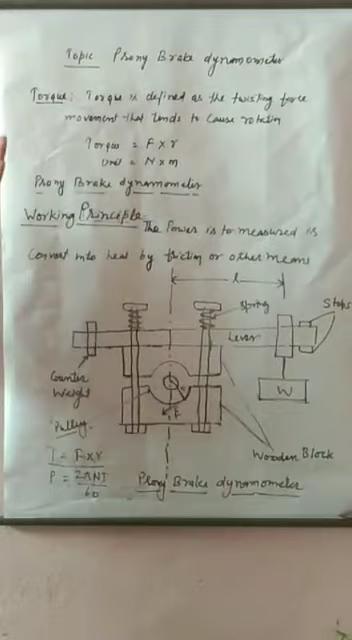 Topic Prony Brake dynamometer
Torque: Torque is defined as the twisting force
movement that tends to cause rotation
Torque = F x r
Unit = N x m
Prony Brake dynamometer
Working Principle The Power is to measured is
Convert into heat by friction or other means
l
spring
Stops
Lever
Counter
Weight
W
F
Pulley
Wooden Block
T = F x r
P = 2πNT
60
Prony Brake dynamometer